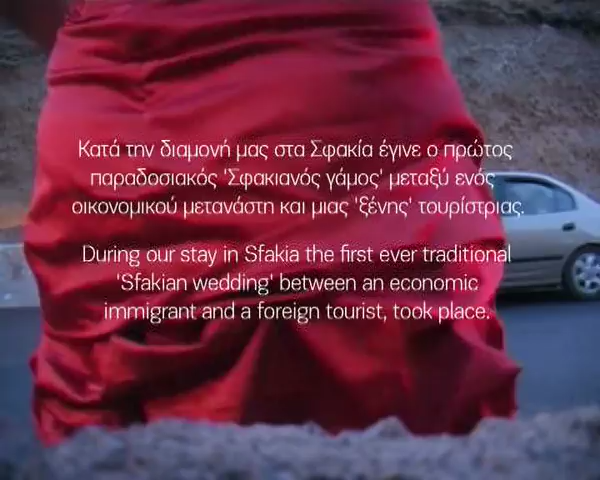 Κατά την διαμονή μας στα Σφακία έγινε ο πρώτος
παραδοσιακός 'Σφακιανός γάμος' μεταξύ ενός
οικονομικού μετανάστη και μιας 'ξένης' τουρίστριας.
During our stay in Sfakia the first ever traditional
'Sfakian wedding' between an economic
immigrant and a foreign tourist, took place.